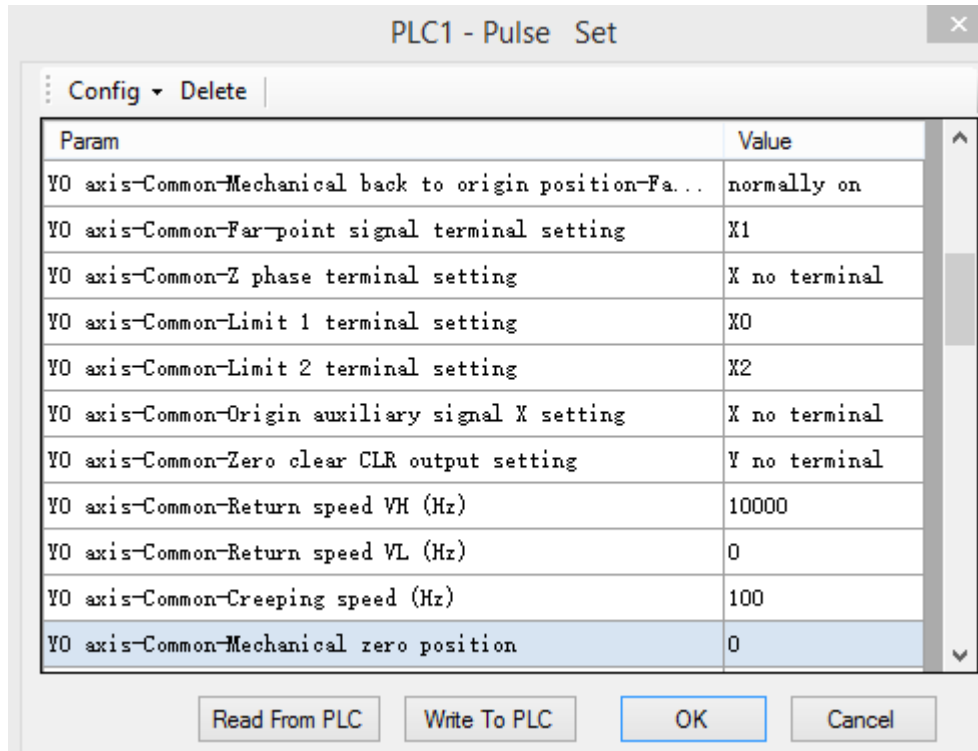 PLC1 - Pulse Set
Config Delete
Param Value
Y0 axis-Common-Mechanical back to origin position-Fa... normally on
Y0 axis-Common-Far-point signal terminal setting X1
Y0 axis-Common-Z phase terminal setting X no terminal
Y0 axis-Common-Limit 1 terminal setting X0
Y0 axis-Common-Limit 2 terminal setting X2
Y0 axis-Common-Origin auxiliary signal X setting X no terminal
Y0 axis-Common-Zero clear CLR output setting Y no terminal
Y0 axis-Common-Return speed VH (Hz) 10000
Y0 axis-Common-Return speed VL (Hz) 0
Y0 axis-Common-Creeping speed (Hz) 100
Y0 axis-Common-Mechanical zero position 0
Read From PLC Write To PLC OK Cancel